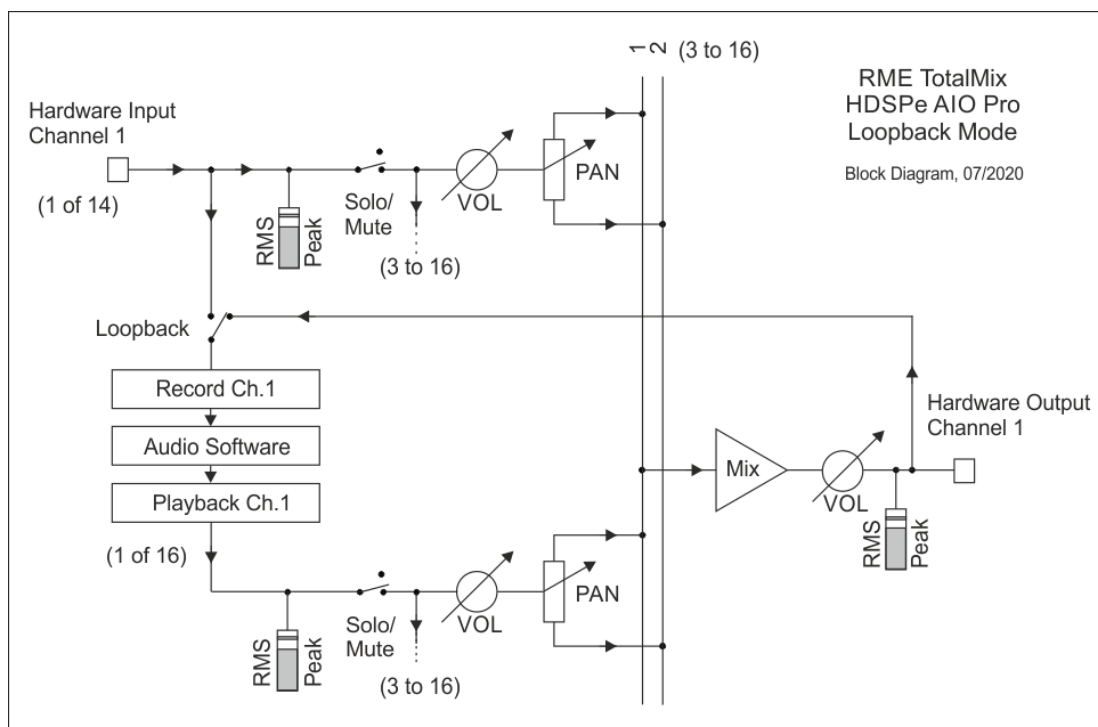 1
2
(3 to 16)
RME TotalMix
HDSPe AIO Pro
Loopback Mode
Block Diagram, 07/2020
Hardware Input
Channel 1
(1 of 14)
RMS
Peak
Solo/
Mute
(3 to 16)
VOL
PAN
Loopback
Record Ch.1
Audio Software
Playback Ch.1
(1 of 16)
RMS
Peak
Solo/
Mute
(3 to 16)
VOL
PAN
Mix
VOL
Hardware Output
Channel 1
RMS
Peak